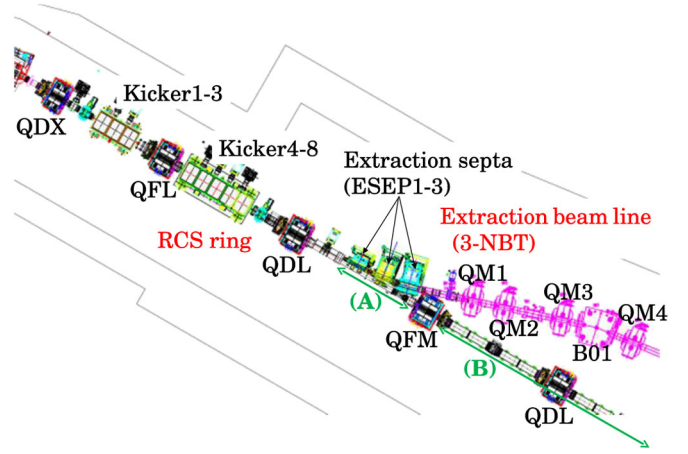 Kicker1-3
QDX
Kicker4-8
QFL
Extraction septa
(ESEP1-3)
RCS ring
Extraction beam line
(3-NBT)
QDL
QM1
(A)
QM3
QM2
QM4
QFM
B01
(B)
QDL